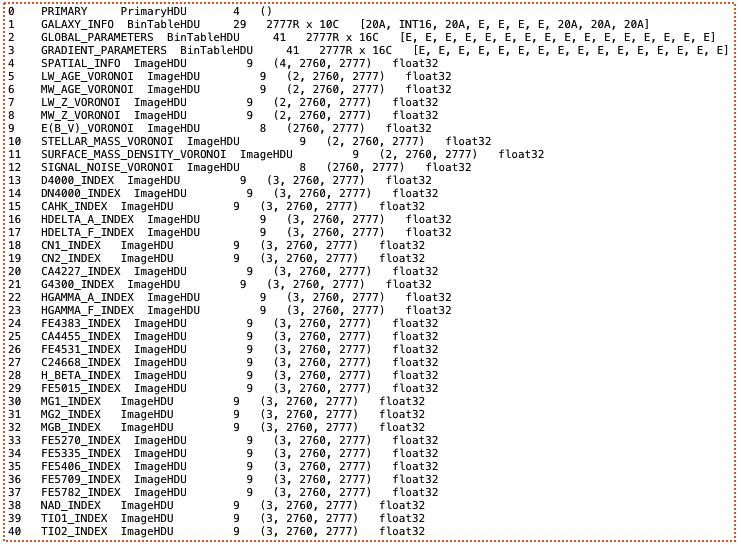 0 PRIMARY PrimaryHDU 4 ()
1 GALAXY_INFO BinTableHDU 29 2777R x 10C [20A, INT16, 20A, E, E, E, E, 20A, 20A, 20A]
2 GLOBAL_PARAMETERS BinTableHDU 41 2777R x 16C [E, E, E, E, E, E, E, E, E, E, E, E, E, E, E, E]
3 GRADIENT_PARAMETERS BinTableHDU 41 2777R x 16C [E, E, E, E, E, E, E, E, E, E, E, E, E, E, E, E]
4 SPATIAL_INFO ImageHDU 9 (4, 2760, 2777) float32
5 LW_AGE_VORONOI ImageHDU 9 (2, 2760, 2777) float32
6 MW_AGE_VORONOI ImageHDU 9 (2, 2760, 2777) float32
7 LW_Z_VORONOI ImageHDU 9 (2, 2760, 2777) float32
8 MW_Z_VORONOI ImageHDU 9 (2, 2760, 2777) float32
9 E(B_V)_VORONOI ImageHDU 8 (2760, 2777) float32
10 STELLAR_MASS_VORONOI ImageHDU 9 (2, 2760, 2777) float32
11 SURFACE_MASS_DENSITY_VORONOI ImageHDU 9 (2, 2760, 2777) float32
12 SIGNAL_NOISE_VORONOI ImageHDU 8 (2760, 2777) float32
13 D4000_INDEX ImageHDU 9 (3, 2760, 2777) float32
14 DN4000_INDEX ImageHDU 9 (3, 2760, 2777) float32
15 CAHK_INDEX ImageHDU 9 (3, 2760, 2777) float32
16 HDELTA_A_INDEX ImageHDU 9 (3, 2760, 2777) float32
17 HDELTA_F_INDEX ImageHDU 9 (3, 2760, 2777) float32
18 CN1_INDEX ImageHDU 9 (3, 2760, 2777) float32
19 CN2_INDEX ImageHDU 9 (3, 2760, 2777) float32
20 CA4227_INDEX ImageHDU 9 (3, 2760, 2777) float32
21 G4300_INDEX ImageHDU 9 (3, 2760, 2777) float32
22 HGAMMA_A_INDEX ImageHDU 9 (3, 2760, 2777) float32
23 HGAMMA_F_INDEX ImageHDU 9 (3, 2760, 2777) float32
24 FE4383_INDEX ImageHDU 9 (3, 2760, 2777) float32
25 CA4455_INDEX ImageHDU 9 (3, 2760, 2777) float32
26 FE4531_INDEX ImageHDU 9 (3, 2760, 2777) float32
27 C24668_INDEX ImageHDU 9 (3, 2760, 2777) float32
28 H_BETA_INDEX ImageHDU 9 (3, 2760, 2777) float32
29 FE5015_INDEX ImageHDU 9 (3, 2760, 2777) float32
30 MG1_INDEX ImageHDU 9 (3, 2760, 2777) float32
31 MG2_INDEX ImageHDU 9 (3, 2760, 2777) float32
32 MGB_INDEX ImageHDU 9 (3, 2760, 2777) float32
33 FE5270_INDEX ImageHDU 9 (3, 2760, 2777) float32
34 FE5335_INDEX ImageHDU 9 (3, 2760, 2777) float32
35 FE5406_INDEX ImageHDU 9 (3, 2760, 2777) float32
36 FE5709_INDEX ImageHDU 9 (3, 2760, 2777) float32
37 FE5782_INDEX ImageHDU 9 (3, 2760, 2777) float32
38 NAD_INDEX ImageHDU 9 (3, 2760, 2777) float32
39 TIO1_INDEX ImageHDU 9 (3, 2760, 2777) float32
40 TIO2_INDEX ImageHDU 9 (3, 2760, 2777) float32